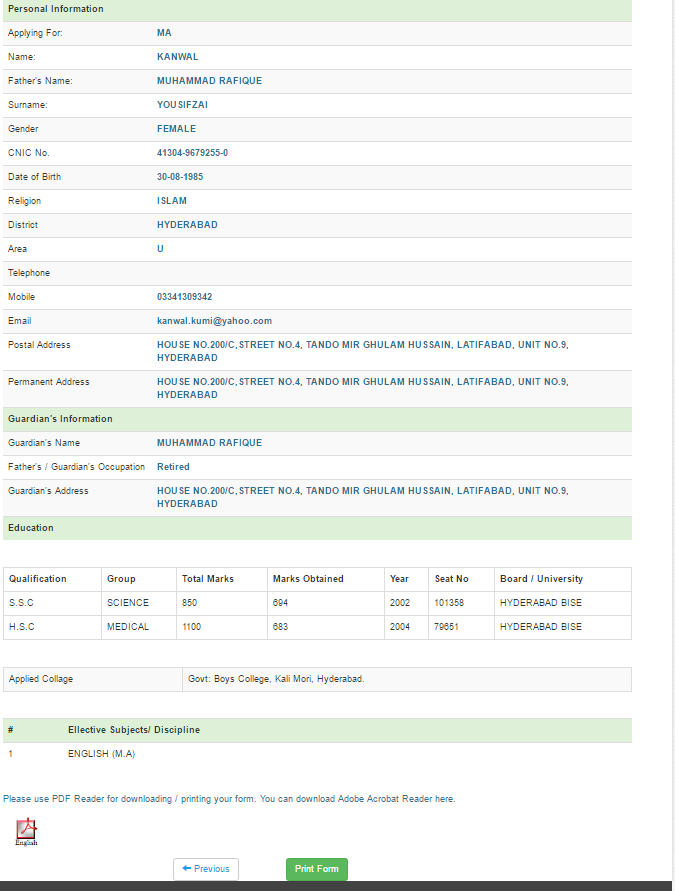 Personal Information
Applying For: MA
Name: KANWAL
Father's Name: MUHAMMAD RAFIQUE
Surname: YOUSIFZAI
Gender FEMALE
CNIC No. 41304-9679255-0
Date of Birth 30-08-1985
Religion ISLAM
District HYDERABAD
Area U
Telephone
Mobile 03341309342
Email kanwal.kumi@yahoo.com
Postal Address HOUSE NO.200/C,STREET NO.4, TANDO MIR GHULAM HUSSAIN, LATIFABAD, UNIT NO.9,
HYDERABAD
Permanent Address HOUSE NO.200/C,STREET NO.4, TANDO MIR GHULAM HUSSAIN, LATIFABAD, UNIT NO.9,
HYDERABAD
Guardian's Information
Guardian's Name MUHAMMAD RAFIQUE
Father's / Guardian's Occupation Retired
Guardian's Address HOUSE NO.200/C,STREET NO.4, TANDO MIR GHULAM HUSSAIN, LATIFABAD, UNIT NO.9,
HYDERABAD
Education
Qualification Group Total Marks Marks Obtained Year Seat No Board / University
S.S.C SCIENCE 850 694 2002 101358 HYDERABAD BISE
H.S.C MEDICAL 1100 683 2004 79651 HYDERABAD BISE
Applied Collage Govt: Boys College, Kali Mori, Hyderabad.
# Ellective Subjects/ Discipline
1 ENGLISH (M.A)
Please use PDF Reader for downloading / printing your form. You can download Adobe Acrobat Reader here.
English
Previous Print Form